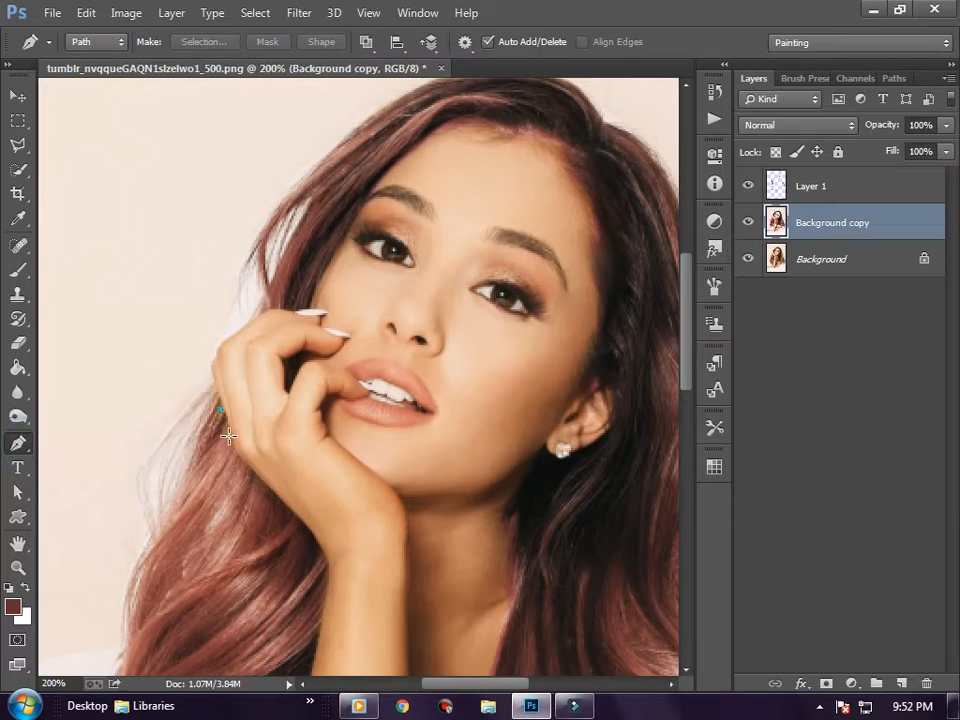 Ps File Edit Image Layer Type Select Filter 3D View Window Help
Path Make: Selection... Mask Shape Auto Add/Delete Align Edges Painting
tumblr_nvqqueGAQN1slzelwo1_500.png @ 200% (Background copy, RGB/8) *
Layers Brush Prese Channels Paths
Kind
Normal Opacity: 100%
Lock: Fill: 100%
Layer 1
Background copy
Background
200% Doc: 1.07M/3.84M
Desktop Libraries Ps 9:52 PM